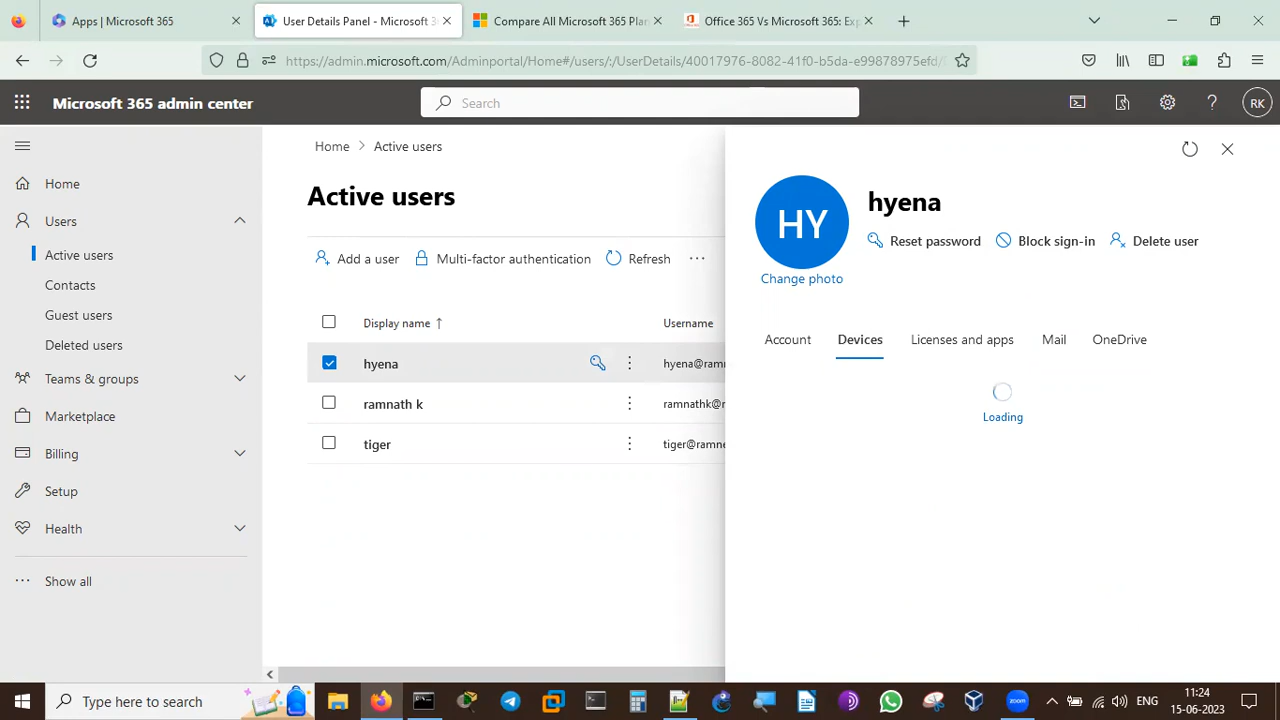 Apps | Microsoft 365
User Details Panel - Microsoft 3
Compare All Microsoft 365 Plan
Office 365 Vs Microsoft 365: Exp
https://admin.microsoft.com/Adminportal/Home#/users/:/UserDetails/40017976-8082-41f0-b5da-e99878975efd/
Microsoft 365 admin center
Search
RK
Home
Users
Active users
Contacts
Guest users
Deleted users
Teams & groups
Marketplace
Billing
Setup
Health
Show all
Home > Active users
Active users
Add a user
Multi-factor authentication
Refresh
Display name ↑
Username
hyena
hyena@ramn
ramnath k
ramnathk@r
tiger
tiger@ramne
HY
Change photo
hyena
Reset password
Block sign-in
Delete user
Account
Devices
Licenses and apps
Mail
OneDrive
Loading
Type here to search
ENG
11:24
15-06-2023